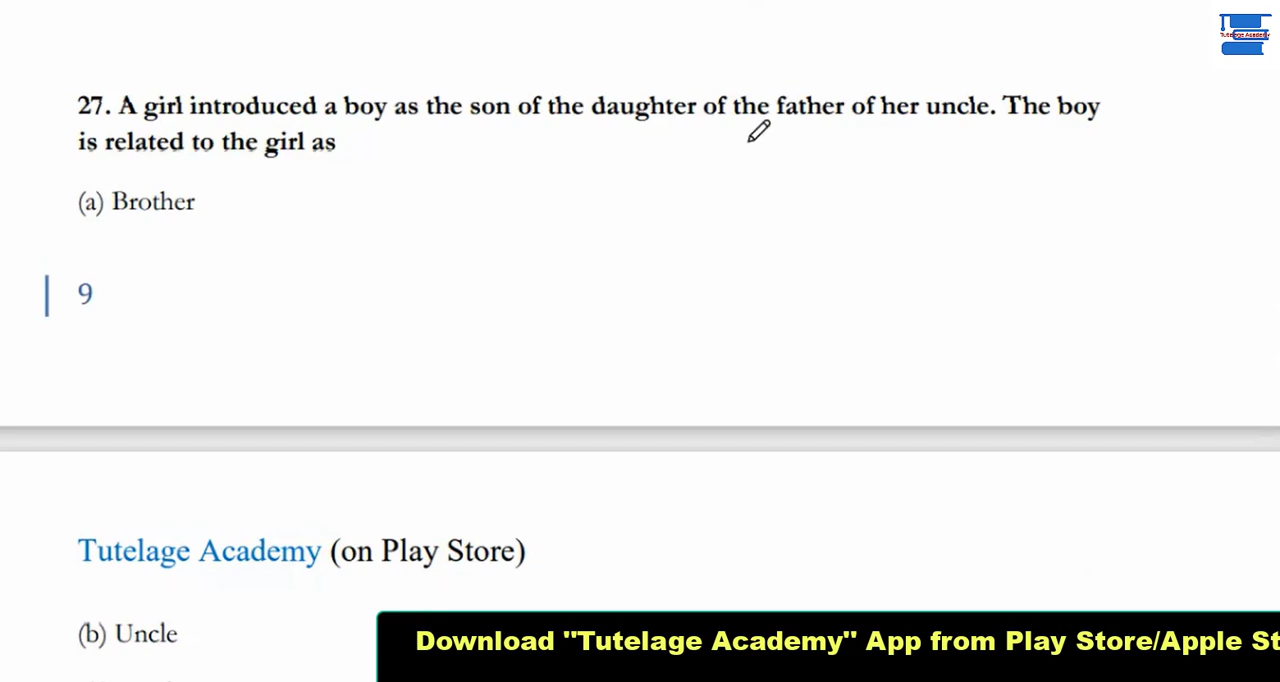 Tutelage Academy
27. A girl introduced a boy as the son of the daughter of the father of her uncle. The boy
is related to the girl as
(a) Brother
9
Tutelage Academy (on Play Store)
(b) Uncle
Download "Tutelage Academy" App from Play Store/Apple St